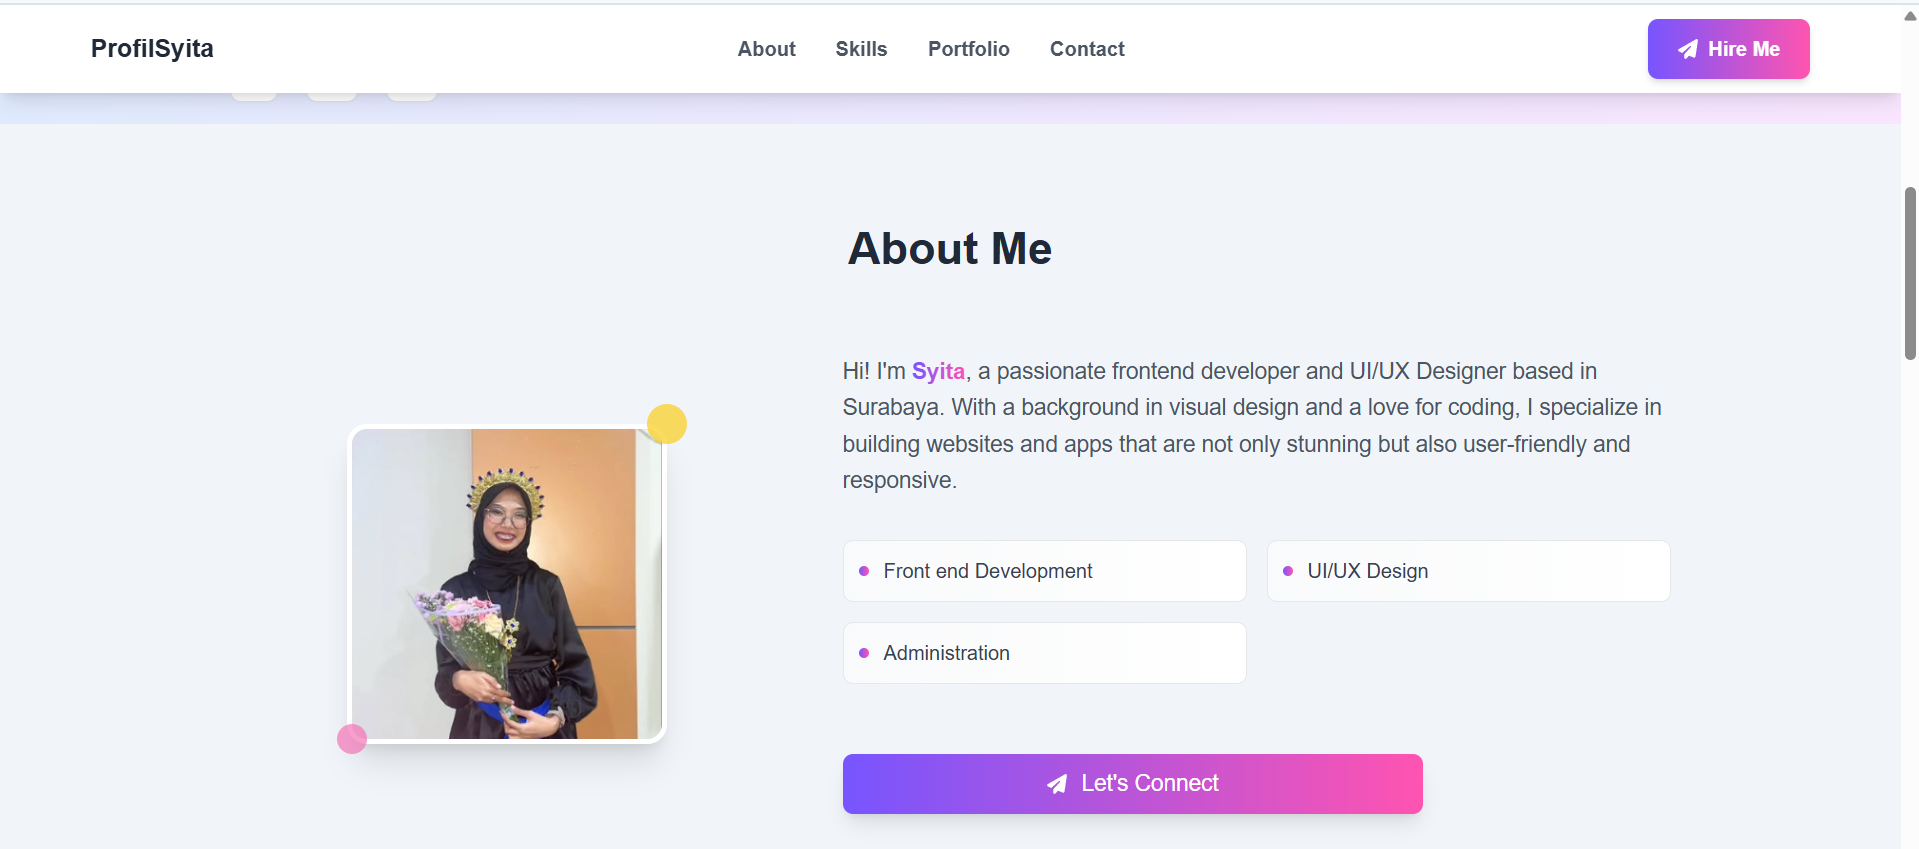 ProfilSyita
About
Skills
Portfolio
Contact
Hire Me
About Me
Hi! I'm Syita, a passionate frontend developer and UI/UX Designer based in
Surabaya. With a background in visual design and a love for coding, I specialize in
building websites and apps that are not only stunning but also user-friendly and
responsive.
Front end Development
UI/UX Design
Administration
Let's Connect